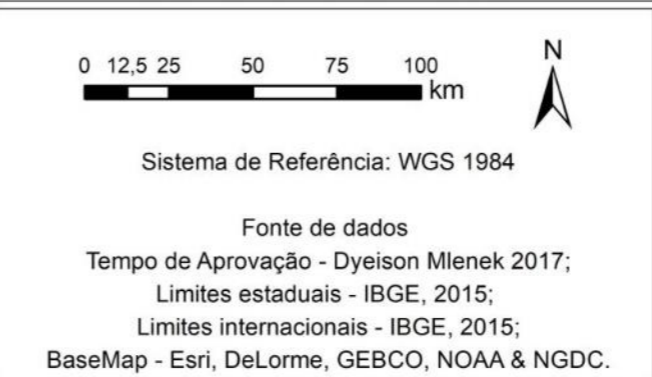 N
0 12,5 25 50 75 100
km
Sistema de Referência: WGS 1984
Fonte de dados
Tempo de Aprovação - Dyeison Mlenek 2017;
Limites estaduais - IBGE, 2015;
Limites internacionais - IBGE, 2015;
BaseMap - Esri, DeLorme, GEBCO, NOAA & NGDC.